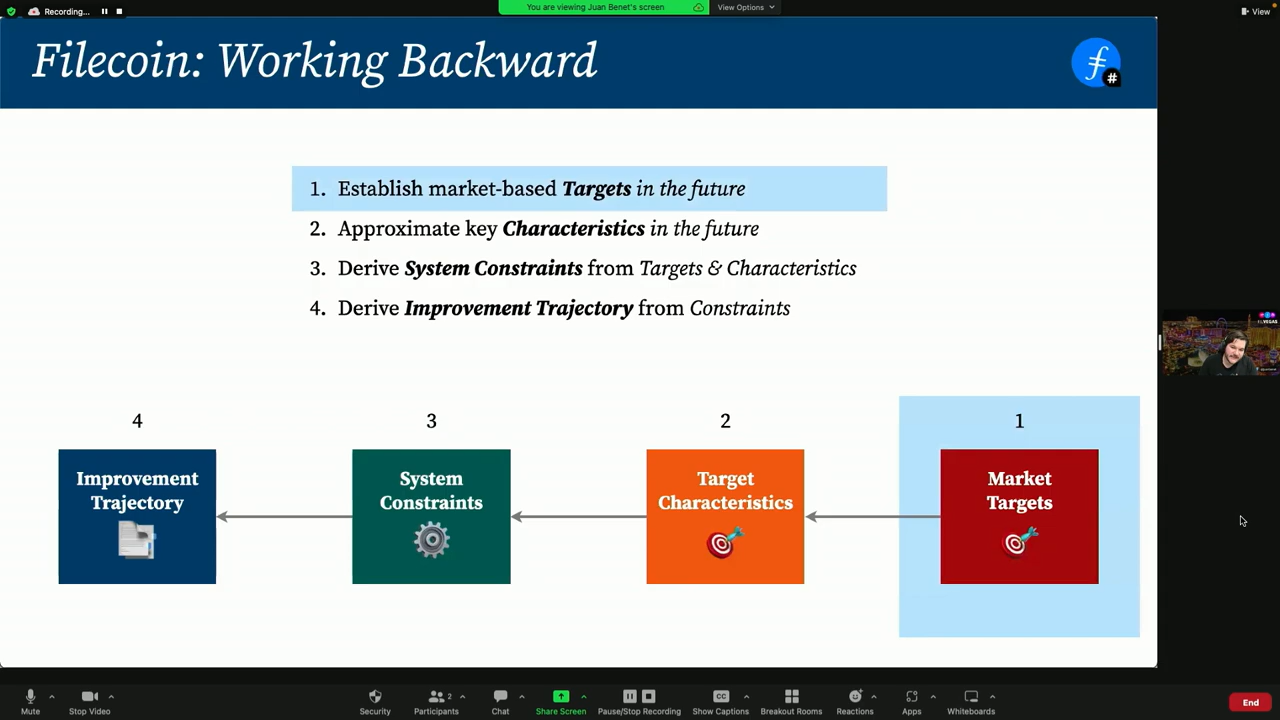 Recording...
You are viewing Juan Benet's screen
View Options
View
Filecoin: Working Backward
#
1. Establish market-based Targets in the future
2. Approximate key Characteristics in the future
3. Derive System Constraints from Targets & Characteristics
4. Derive Improvement Trajectory from Constraints
4
3
2
1
Improvement
Trajectory
System
Constraints
Target
Characteristics
Market
Targets
Mute
Stop Video
Security
Participants
2
Chat
Share Screen
Pause/Stop Recording
CC
Show Captions
Breakout Rooms
Reactions
Apps
Whiteboards
End